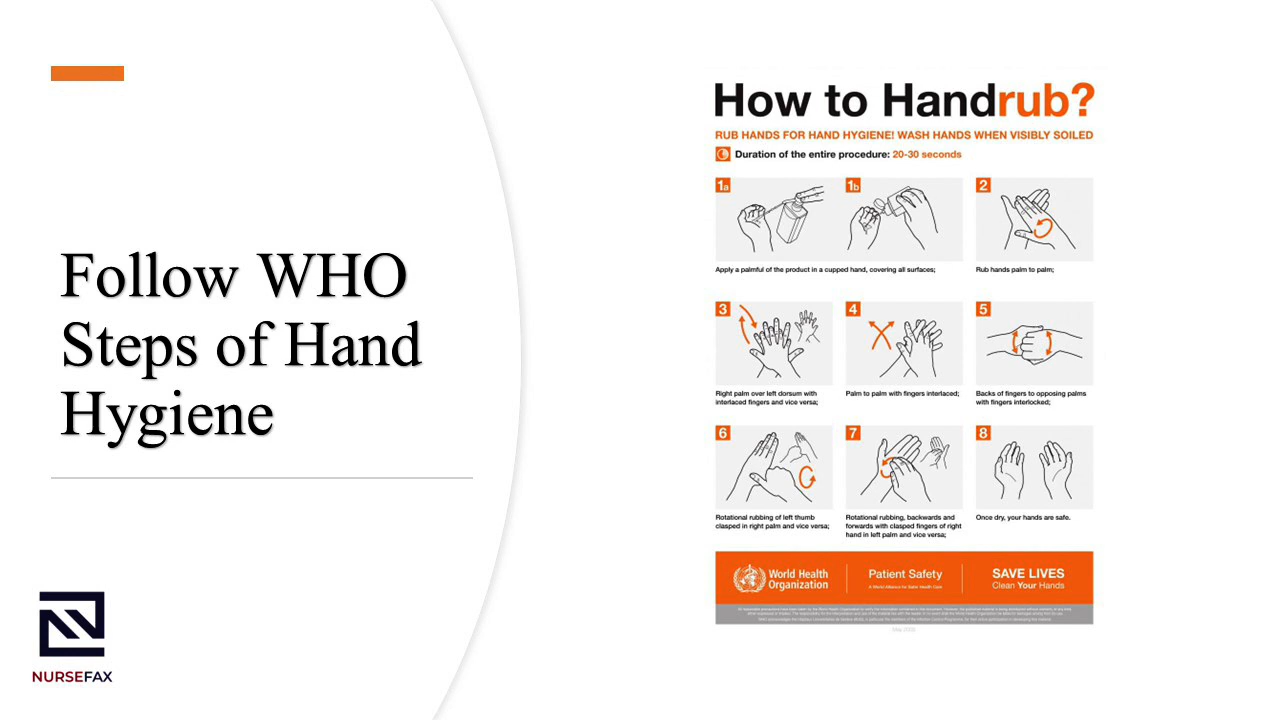 Follow WHO
Steps of Hand
Hygiene
NURSEFAX
How to Handrub?
RUB HANDS FOR HAND HYGIENE! WASH HANDS WHEN VISIBLY SOILED
Duration of the entire procedure: 20-30 seconds
1a
1b
2
Apply a palmful of the product in a cupped hand, covering all surfaces;
Rub hands palm to palm;
3
4
5
Right palm over left dorsum with
interlaced fingers and vice versa;
Palm to palm with fingers interlaced;
Backs of fingers to opposing palms
with fingers interlocked;
6
7
8
Rotational rubbing of left thumb
clasped in right palm and vice versa;
Rotational rubbing, backwards and
forwards with clasped fingers of right
hand in left palm and vice versa;
Once dry, your hands are safe.
World Health
Organization
Patient Safety
A World Alliance for Safer Health Care
SAVE LIVES
Clean Your Hands